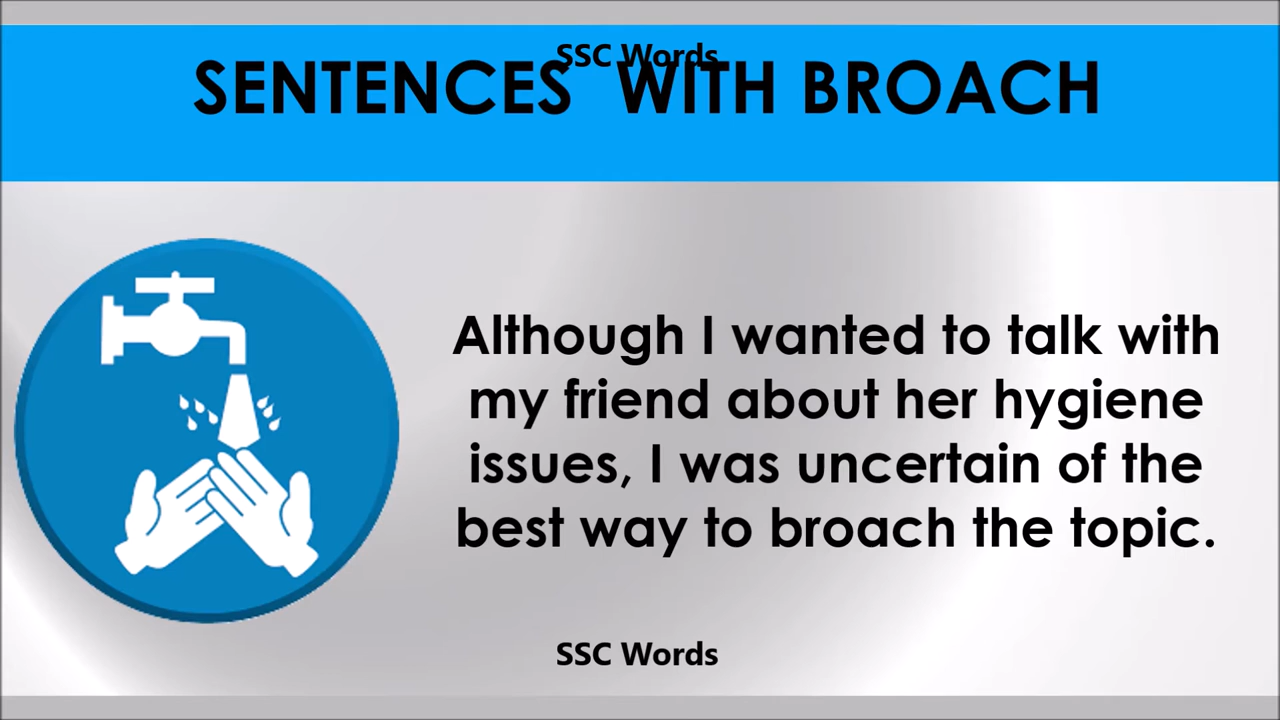 SSC Words
SENTENCES WITH BROACH
Although I wanted to talk with
my friend about her hygiene
issues, I was uncertain of the
best way to broach the topic.
SSC Words